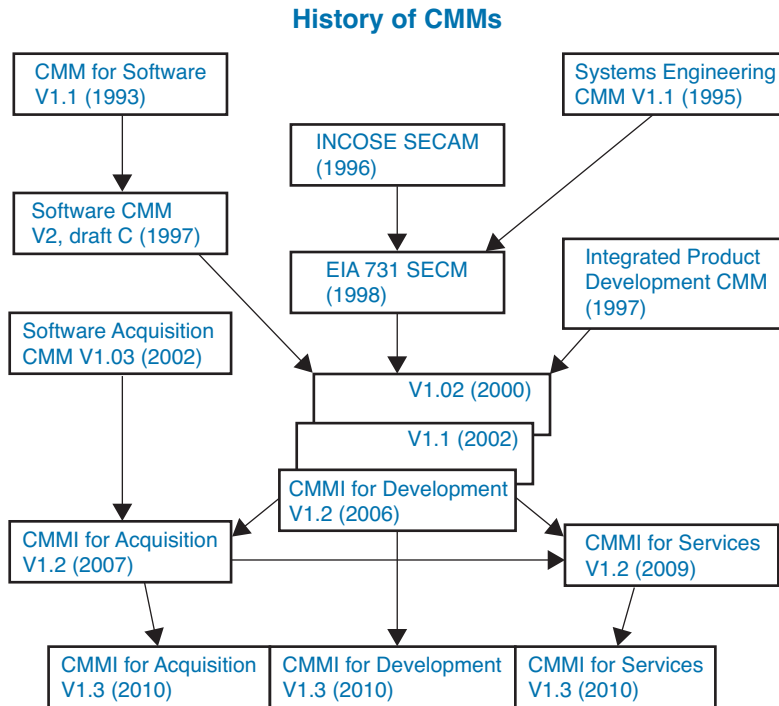 History of CMMs
CMM for Software
V1.1 (1993)
Systems Engineering
CMM V1.1 (1995)
INCOSE SECAM
(1996)
Software CMM
V2, draft C (1997)
EIA 731 SECM
(1998)
Integrated Product
Development CMM
(1997)
Software Acquisition
CMM V1.03 (2002)
V1.02 (2000)
V1.1 (2002)
CMMI for Development
V1.2 (2006)
CMMI for Acquisition
V1.2 (2007)
CMMI for Services
V1.2 (2009)
CMMI for Acquisition
V1.3 (2010)
CMMI for Development
V1.3 (2010)
CMMI for Services
V1.3 (2010)